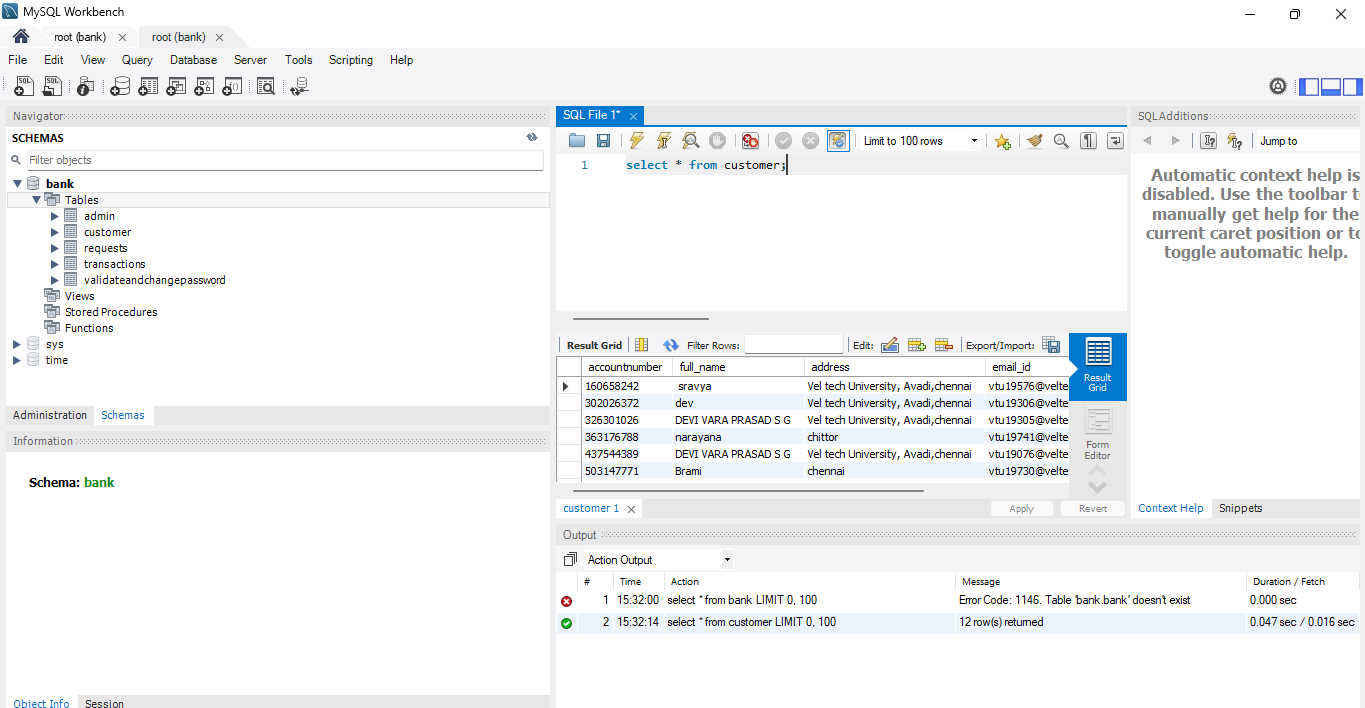 MySQL Workbench
root (bank) root (bank)
File Edit View Query Database Server Tools Scripting Help
Navigator
SCHEMAS
Filter objects
bank
Tables
admin
customer
requests
transactions
validateandchangepassword
Views
Stored Procedures
Functions
sys
time
Administration Schemas
Information
Schema: bank
Object Info Session
SQL File 1*
Limit to 100 rows
1 select * from customer;
Result Grid Filter Rows: Edit: Export/Import:
accountnumber full_name address email_id
160658242 sravya Vel tech University, Avadi,chennai vtu19576@velte
302026372 dev Vel tech University, Avadi,chennai vtu19306@velte
326301026 DEVI VARA PRASAD S G Vel tech University, Avadi,chennai vtu19305@velte
363176788 narayana chittor vtu19741@velte
437544389 DEVI VARA PRASAD S G Vel tech University, Avadi,chennai vtu19076@velte
503147771 Brami chennai vtu19730@velte
Result
Grid
Form
Editor
customer 1 Apply Revert
SQLAdditions
Jump to
Automatic context help is
disabled. Use the toolbar t
manually get help for the
current caret position or to
toggle automatic help.
Context Help Snippets
Output
Action Output
# Time Action Message Duration / Fetch
1 15:32:00 select * from bank LIMIT 0, 100 Error Code: 1146. Table 'bank.bank' doesn't exist 0.000 sec
2 15:32:14 select * from customer LIMIT 0, 100 12 row(s) returned 0.047 sec / 0.016 sec